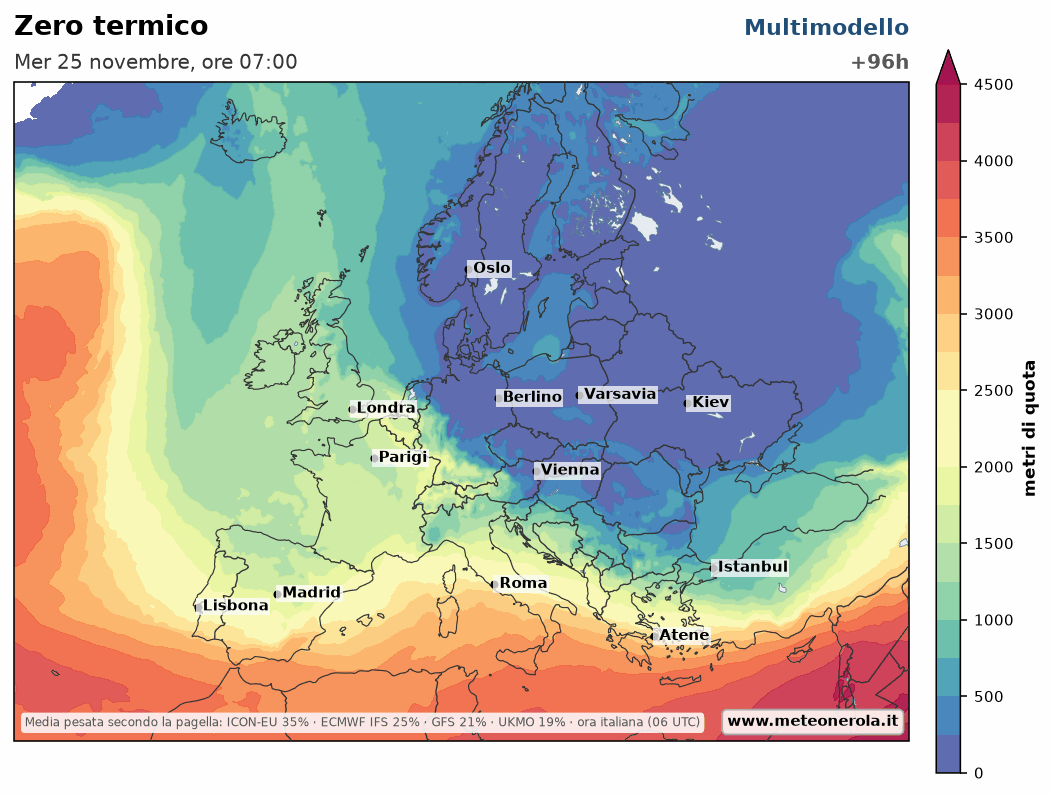 Zero termico
Multimodello
Mer 25 novembre, ore 07:00
+96h
4500
4000
3500
3000
2500
2000
1500
1000
500
0
metri di quota
Oslo
Berlino
Varsavia
Kiev
Londra
Parigi
Vienna
Istanbul
Roma
Madrid
Lisbona
Atene
Media pesata secondo la pagella: ICON-EU 35% · ECMWF IFS 25% · GFS 21% · UKMO 19% · ora italiana (06 UTC)
www.meteonerola.it